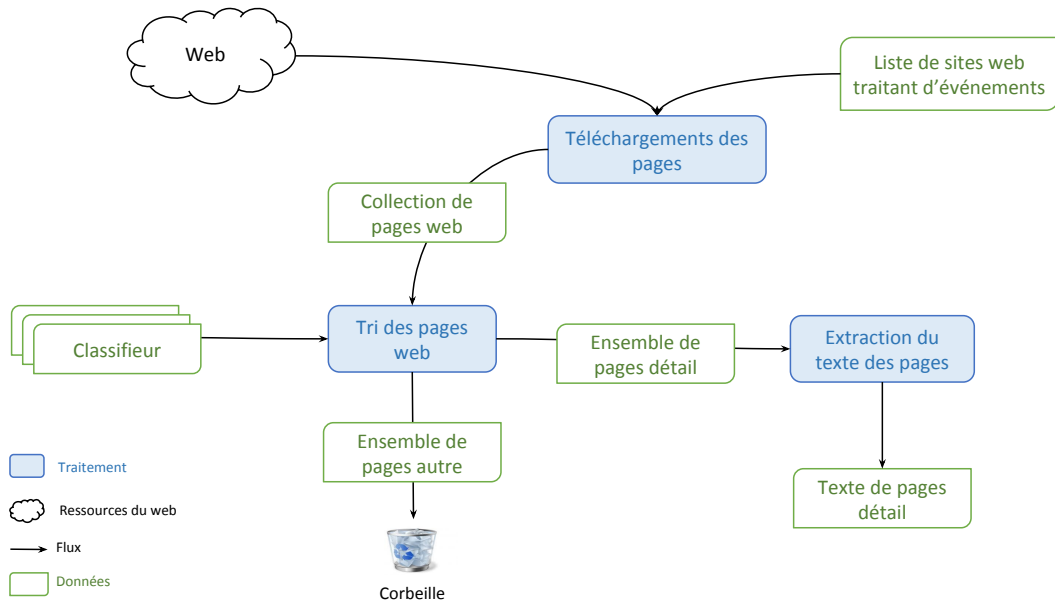 Web
Liste de sites web
traitant d’événements
Téléchargements des
pages
Collection de
pages web
Classifieur
Tri des pages
web
Ensemble de
pages détail
Extraction du
texte des pages
Ensemble de
pages autre
Texte de pages
détail
Corbeille
Traitement
Ressources du web
Flux
Données